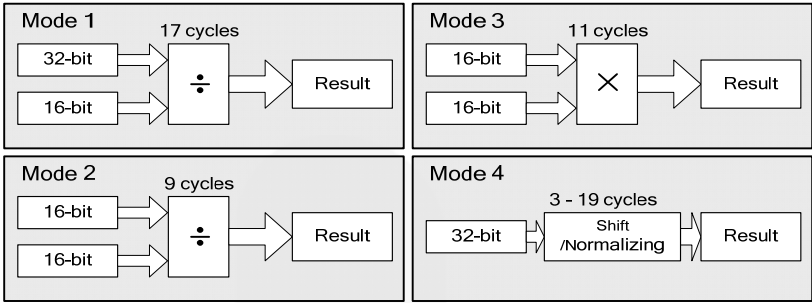 Mode 1
17 cycles
32-bit
16-bit
÷
Result
Mode 2
9 cycles
16-bit
16-bit
÷
Result
Mode 3
11 cycles
16-bit
16-bit
×
Result
Mode 4
3 - 19 cycles
32-bit
Shift
/Normalizing
Result